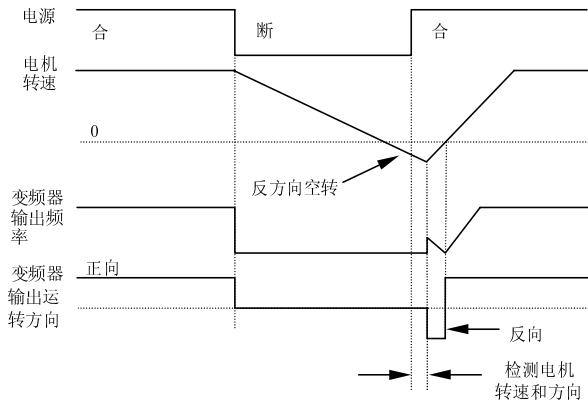 电源
合
断
合
电机
转速
0
反方向空转
变频器
输出频
率
变频器
输出运
转方向
正向
反向
检测电机
转速和方向